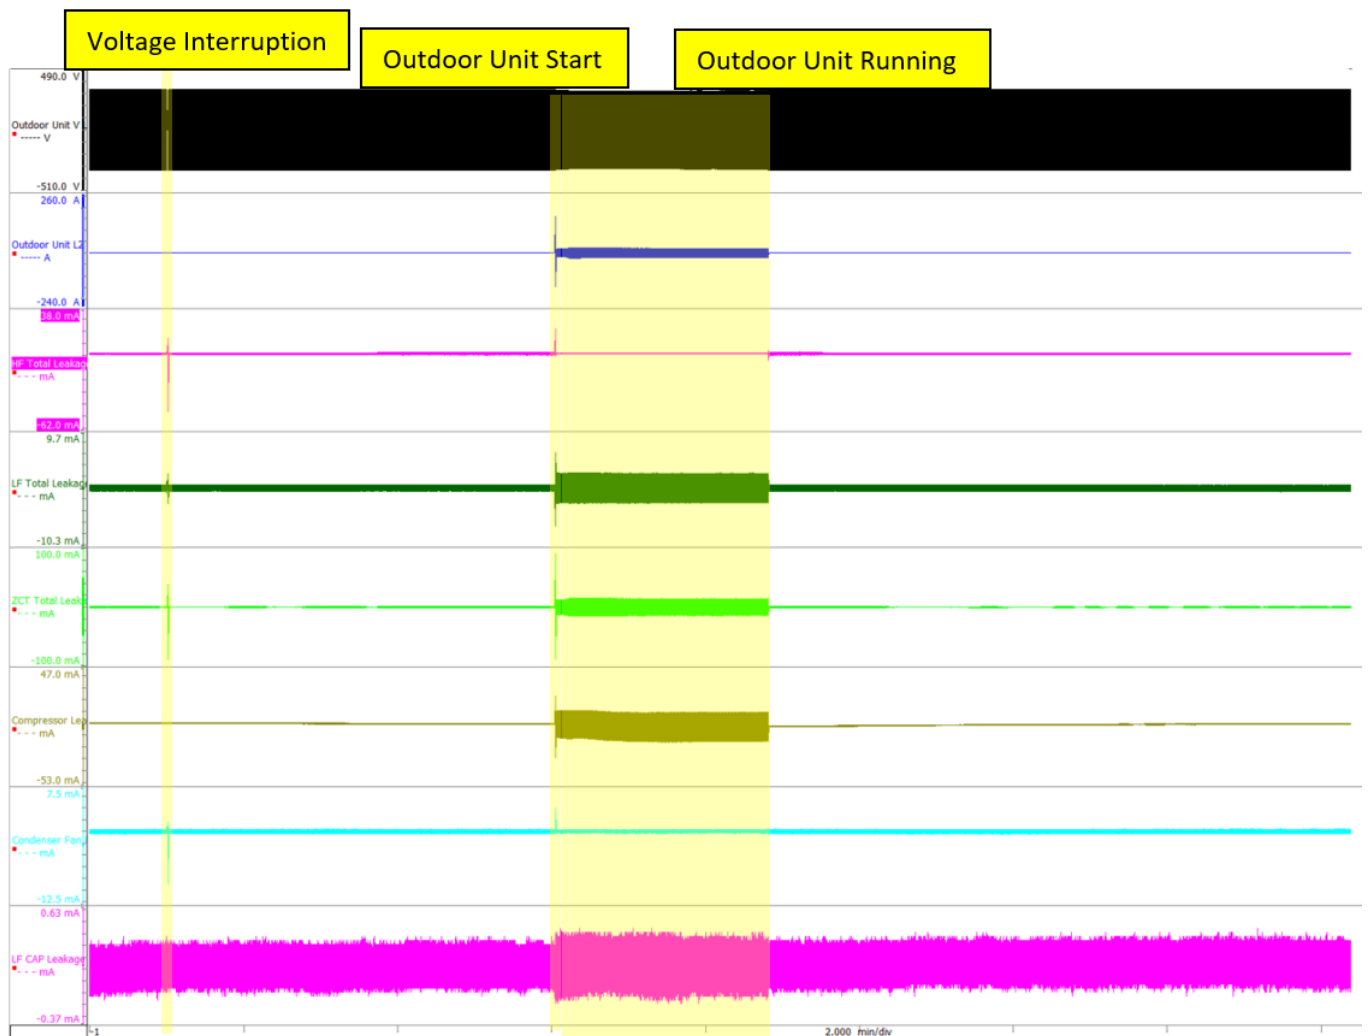 Voltage Interruption
Outdoor Unit Start
Outdoor Unit Running
490.0 V
Outdoor Unit V
----- V
-510.0 V
260.0 A
Outdoor Unit L2
----- A
-240.0 A
38.0 mA
HF Total Leakag
- - - mA
-62.0 mA
9.7 mA
LF Total Leakag
- - - mA
-10.3 mA
100.0 mA
ZCT Total Leak
- - - mA
-100.0 mA
47.0 mA
Compressor Lea
- - - mA
-53.0 mA
7.5 mA
Condenser Fan
- - - mA
-12.5 mA
0.63 mA
LF CAP Leakage
- - - mA
-0.37 mA
-1
2.000 min/div